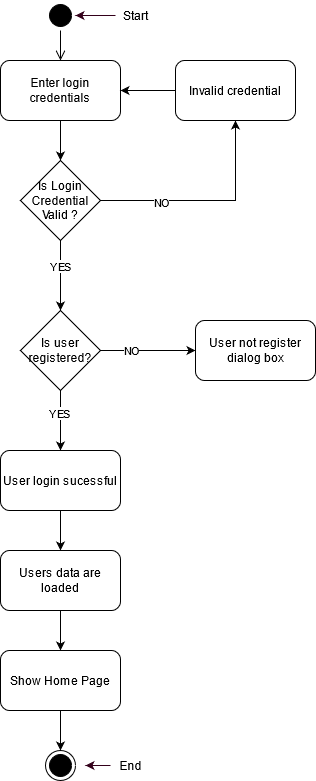 Start
Enter login
credentials
Invalid credential
Is Login
Credential
Valid ?
NO
YES
Is user
registered?
NO
User not register
dialog box
YES
User login sucessful
Users data are
loaded
Show Home Page
End